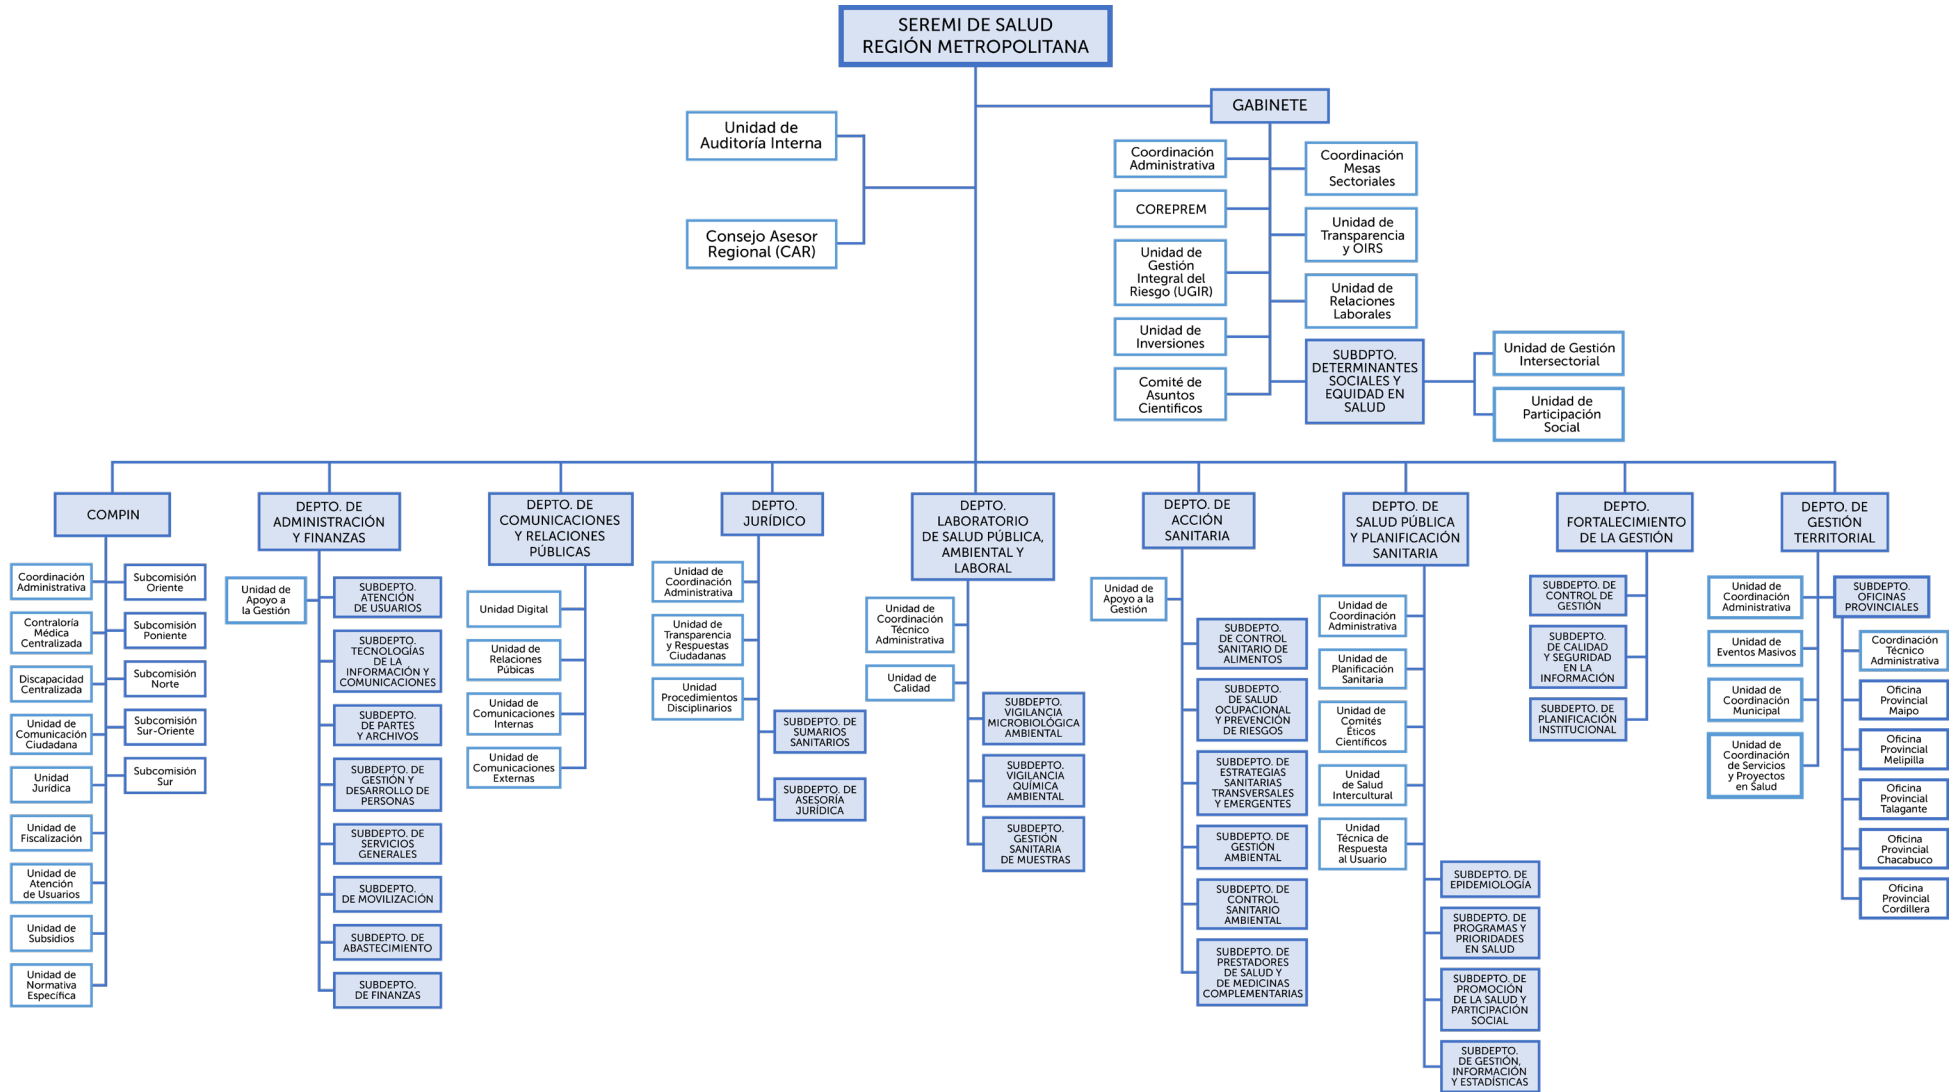 SEREMI DE SALUD
REGIÓN METROPOLITANA
GABINETE
Unidad de
Auditoría Interna
Consejo Asesor
Regional (CAR)
Coordinación
Administrativa
COREPREM
Unidad de
Gestión
Integral del
Riesgo (UGIR)
Unidad de
Inversiones
Comité de
Asuntos
Cientificos
Coordinación
Mesas
Sectoriales
Unidad de
Transparencia
y OIRS
Unidad de
Relaciones
Laborales
SUBDPTO.
DETERMINANTES
SOCIALES Y
EQUIDAD EN
SALUD
Unidad de Gestión
Intersectorial
Unidad de
Participación
Social
COMPIN
Coordinación
Administrativa
Contraloría
Médica
Centralizada
Discapacidad
Centralizada
Unidad de
Comunicación
Ciudadana
Unidad
Jurídica
Unidad de
Fiscalización
Unidad de
Atención
de Usuarios
Unidad de
Subsidios
Unidad de
Normativa
Específica
Subcomisión
Oriente
Subcomisión
Poniente
Subcomisión
Norte
Subcomisión
Sur-Oriente
Subcomisión
Sur
DEPTO. DE
ADMINISTRACIÓN
Y FINANZAS
Unidad de
Apoyo a
la Gestión
SUBDEPTO.
ATENCIÓN
DE USUARIOS
SUBDEPTO.
TECNOLOGÍAS
DE LA
INFORMACIÓN Y
COMUNICACIONES
SUBDEPTO.
DE PARTES
Y ARCHIVOS
SUBDEPTO. DE
GESTIÓN Y
DESARROLLO DE
PERSONAS
SUBDEPTO. DE
SERVICIOS
GENERALES
SUBDEPTO.
DE MOVILIZACIÓN
SUBDEPTO. DE
ABASTECIMIENTO
SUBDEPTO.
DE FINANZAS
DEPTO. DE
COMUNICACIONES
Y RELACIONES
PÚBLICAS
Unidad Digital
Unidad de
Relaciones
Púbicas
Unidad de
Comunicaciones
Internas
Unidad de
Comunicaciones
Externas
DEPTO.
JURÍDICO
Unidad de
Coordinación
Administrativa
Unidad de
Transparencia
y Respuestas
Ciudadanas
Unidad
Procedimientos
Disciplinarios
SUBDEPTO. DE
SUMARIOS
SANITARIOS
SUBDEPTO. DE
ASESORÍA
JURÍDICA
DEPTO.
LABORATORIO
DE SALUD PÚBLICA,
AMBIENTAL Y
LABORAL
Unidad de
Coordinación
Técnico
Administrativa
Unidad de
Calidad
SUBDEPTO.
VIGILANCIA
MICROBIOLÓGICA
AMBIENTAL
SUBDEPTO.
VIGILANCIA
QUÍMICA
AMBIENTAL
SUBDEPTO.
GESTIÓN
SANITARIA
DE MUESTRAS
DEPTO. DE
ACCIÓN
SANITARIA
Unidad de
Apoyo a la
Gestión
SUBDEPTO.
DE CONTROL
SANITARIO DE
ALIMENTOS
SUBDEPTO.
DE SALUD
OCUPACIONAL
Y PREVENCIÓN
DE RIESGOS
SUBDEPTO. DE
ESTRATEGIAS
SANITARIAS
TRANSVERSALES
Y EMERGENTES
SUBDEPTO. DE
GESTIÓN
AMBIENTAL
SUBDEPTO. DE
CONTROL
SANITARIO
AMBIENTAL
SUBDEPTO. DE
PRESTADORES
DE SALUD Y
DE MEDICINAS
COMPLEMENTARIAS
DEPTO. DE
SALUD PÚBLICA
Y PLANIFICACIÓN
SANITARIA
Unidad de
Coordinación
Administrativa
Unidad de
Planificación
Sanitaria
Unidad de
Comités
Éticos
Científicos
Unidad
de Salud
Intercultural
Unidad
Técnica de
Respuesta
al Usuario
SUBDEPTO. DE
EPIDEMIOLOGÍA
SUBDEPTO. DE
PROGRAMAS Y
PRIORIDADES
EN SALUD
SUBDEPTO. DE
PROMOCIÓN
DE LA SALUD Y
PARTICIPACIÓN
SOCIAL
SUBDEPTO.
DE GESTIÓN,
INFORMACIÓN
Y ESTADÍSTICAS
DEPTO.
FORTALECIMIENTO
DE LA GESTIÓN
SUBDEPTO. DE
CONTROL DE
GESTIÓN
SUBDEPTO.
DE CALIDAD
Y SEGURIDAD
EN LA
INFORMACIÓN
SUBDEPTO. DE
PLANIFICACIÓN
INSTITUCIONAL
DEPTO. DE
GESTIÓN
TERRITORIAL
Unidad de
Coordinación
Administrativa
Unidad de
Eventos Masivos
Unidad de
Coordinación
Municipal
Unidad de
Coordinación
de Servicios
y Proyectos
en Salud
SUBDEPTO.
OFICINAS
PROVINCIALES
Coordinación
Técnico
Administrativa
Oficina
Provincial
Maipo
Oficina
Provincial
Melipilla
Oficina
Provincial
Talagante
Oficina
Provincial
Chacabuco
Oficina
Provincial
Cordillera